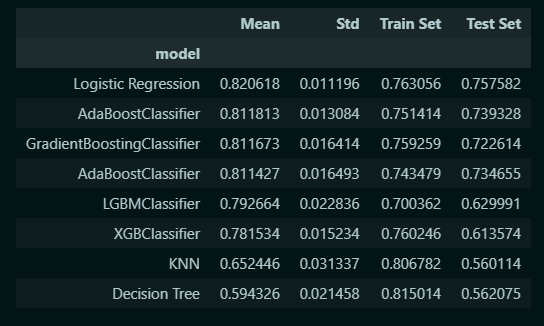 Mean Std Train Set Test Set
model
Logistic Regression 0.820618 0.011196 0.763056 0.757582
AdaBoostClassifier 0.811813 0.013084 0.751414 0.739328
GradientBoostingClassifier 0.811673 0.016414 0.759259 0.722614
AdaBoostClassifier 0.811427 0.016493 0.743479 0.734655
LGBMClassifier 0.792664 0.022836 0.700362 0.629991
XGBClassifier 0.781534 0.015234 0.760246 0.613574
KNN 0.652446 0.031337 0.806782 0.560114
Decision Tree 0.594326 0.021458 0.815014 0.562075